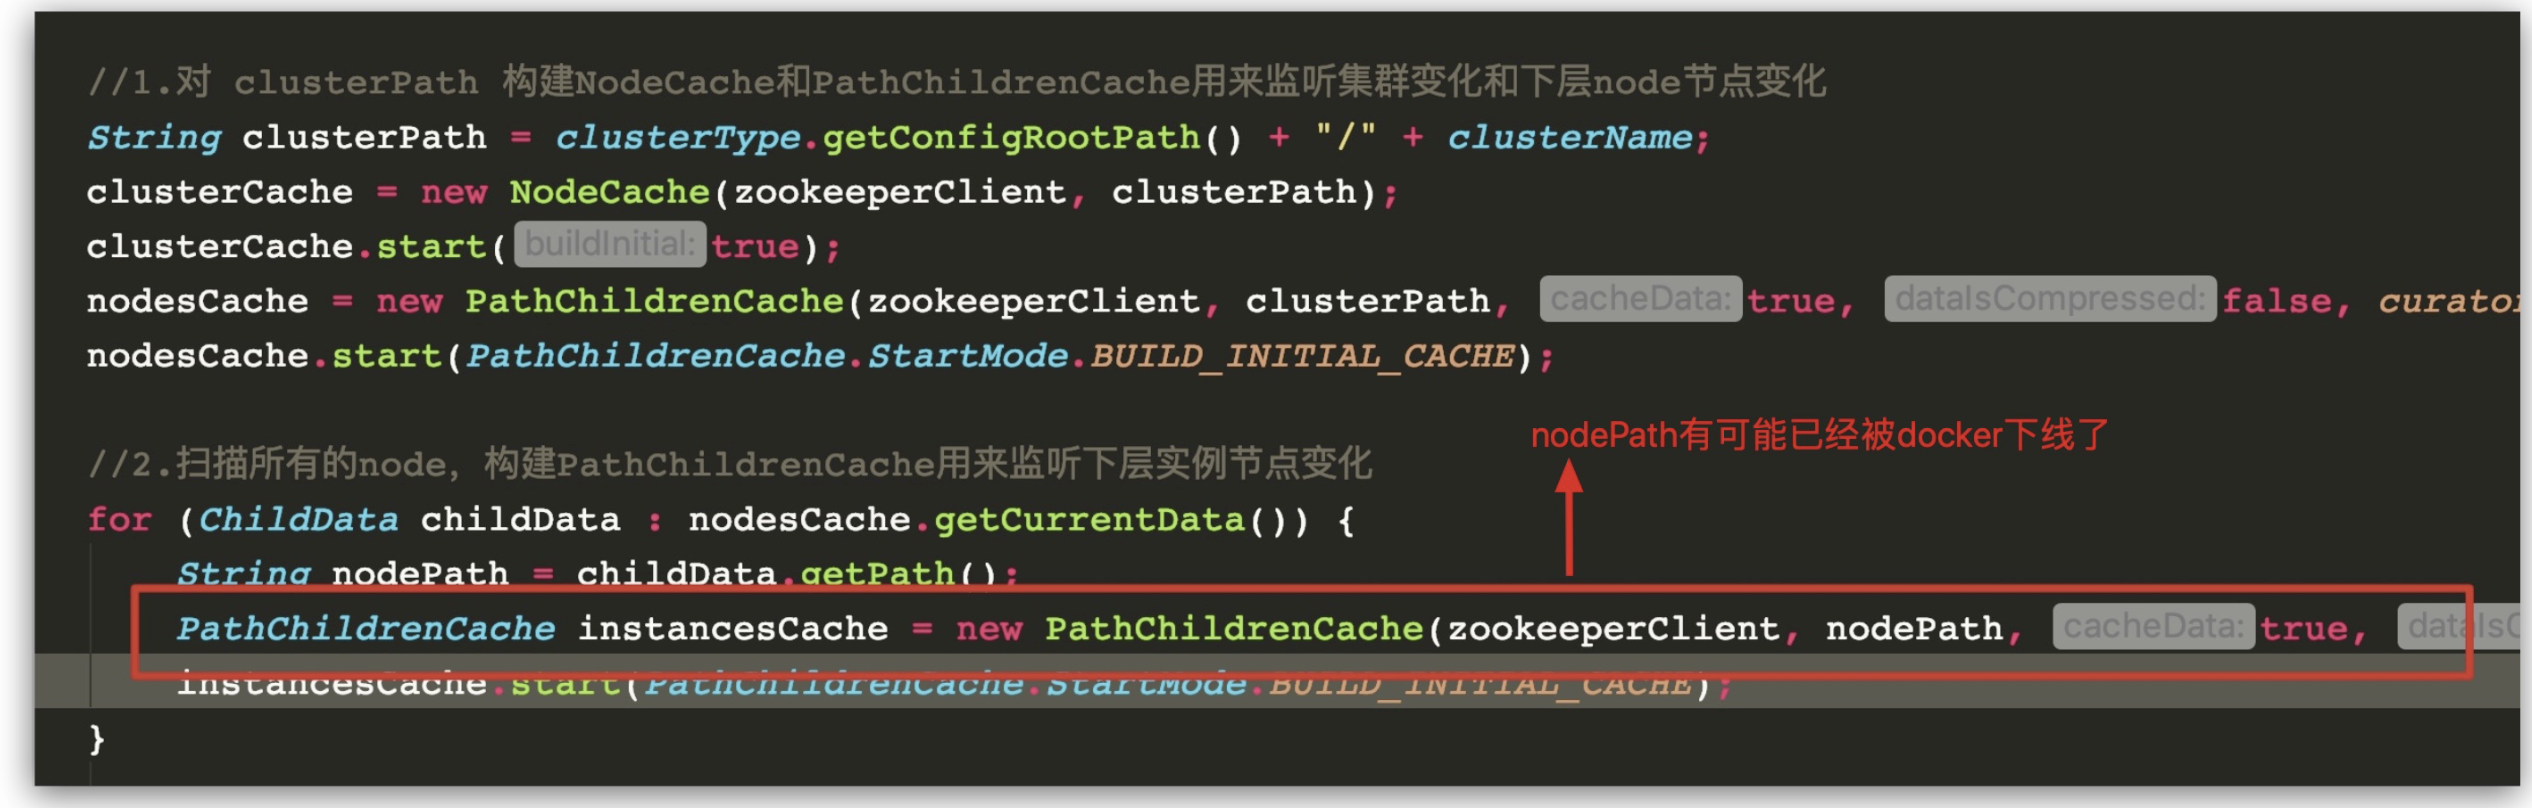 //1.对 clusterPath 构建NodeCache和PathChildrenCache用来监听集群变化和下层node节点变化
String clusterPath = clusterType.getConfigRootPath() + "/" + clusterName;
clusterCache = new NodeCache(zookeeperClient, clusterPath);
clusterCache.start( buildInitial: true);
nodesCache = new PathChildrenCache(zookeeperClient, clusterPath, cacheData: true, dataIsCompressed: false, curator
nodesCache.start(PathChildrenCache.StartMode.BUILD_INITIAL_CACHE);
nodePath有可能已经被docker下线了
//2.扫描所有的node，构建PathChildrenCache用来监听下层实例节点变化
for (ChildData childData : nodesCache.getCurrentData()) {
String nodePath = childData.getPath();
PathChildrenCache instancesCache = new PathChildrenCache(zookeeperClient, nodePath, cacheData: true, dataIsC
instancesCache.start(PathChildrenCache.StartMode.BUILD_INITIAL_CACHE);
}